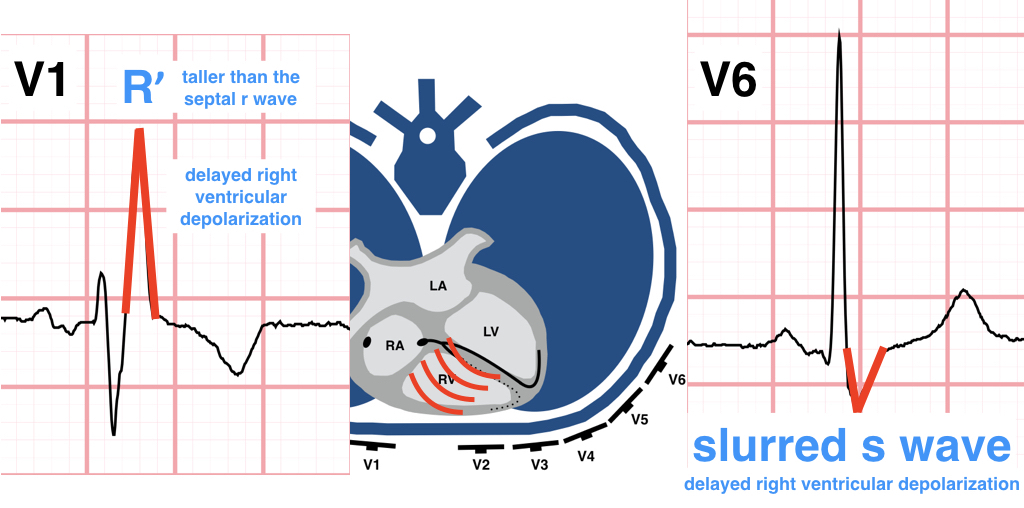 V1
R’
taller than the
septal r wave
delayed right
ventricular
depolarization
LA
LV
RA
RV
V1
V2
V3
V4
V5
V6
V6
slurred s wave
delayed right ventricular depolarization